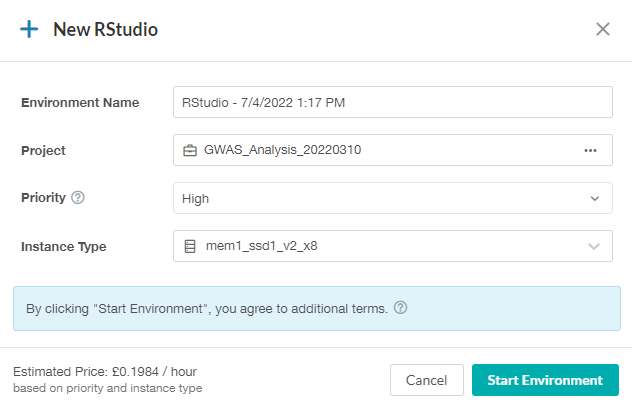 New RStudio
Environment Name RStudio - 7/4/2022 1:17 PM
Project GWAS_Analysis_20220310 ...
Priority ? High
Instance Type mem1_ssd1_v2_x8
By clicking "Start Environment", you agree to additional terms. ?
Estimated Price: £0.1984 / hour
based on priority and instance type
Cancel Start Environment